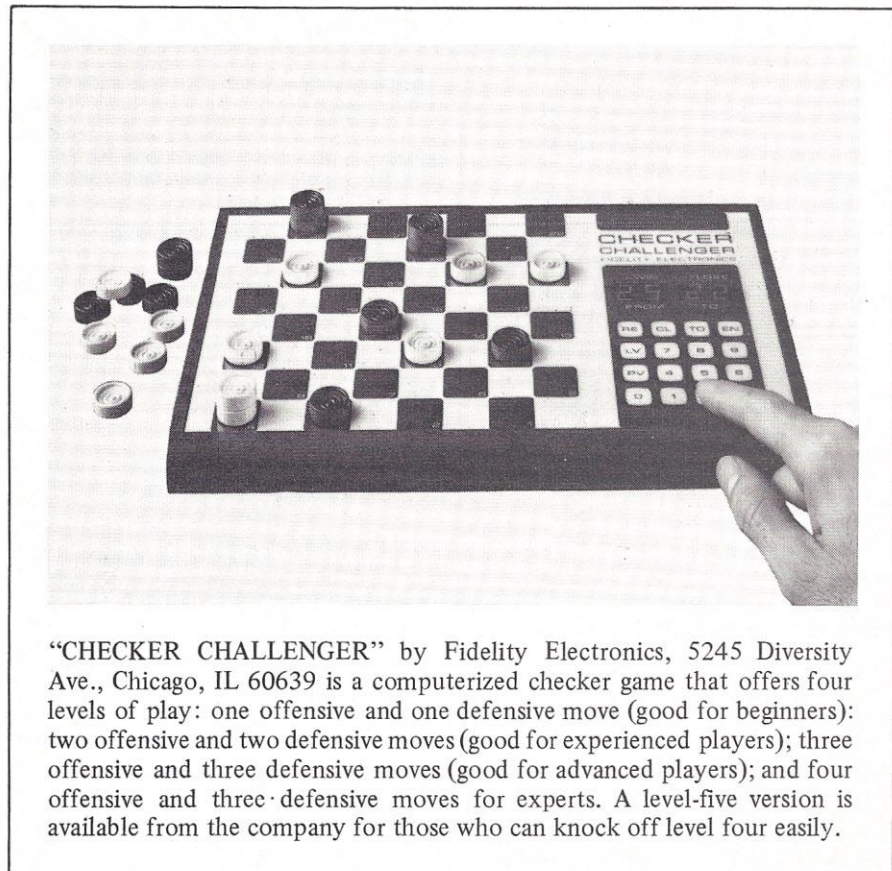 CHECKER
CHALLENGER
FIDELITY ELECTRONICS
FROM TO
RE CL TO EN
LV 7 8 9
PV 4 5 6
0 1
“CHECKER CHALLENGER” by Fidelity Electronics, 5245 Diversity
Ave., Chicago, IL 60639 is a computerized checker game that offers four
levels of play: one offensive and one defensive move (good for beginners):
two offensive and two defensive moves (good for experienced players); three
offensive and three defensive moves (good for advanced players); and four
offensive and three·defensive moves for experts. A level-five version is
available from the company for those who can knock off level four easily.